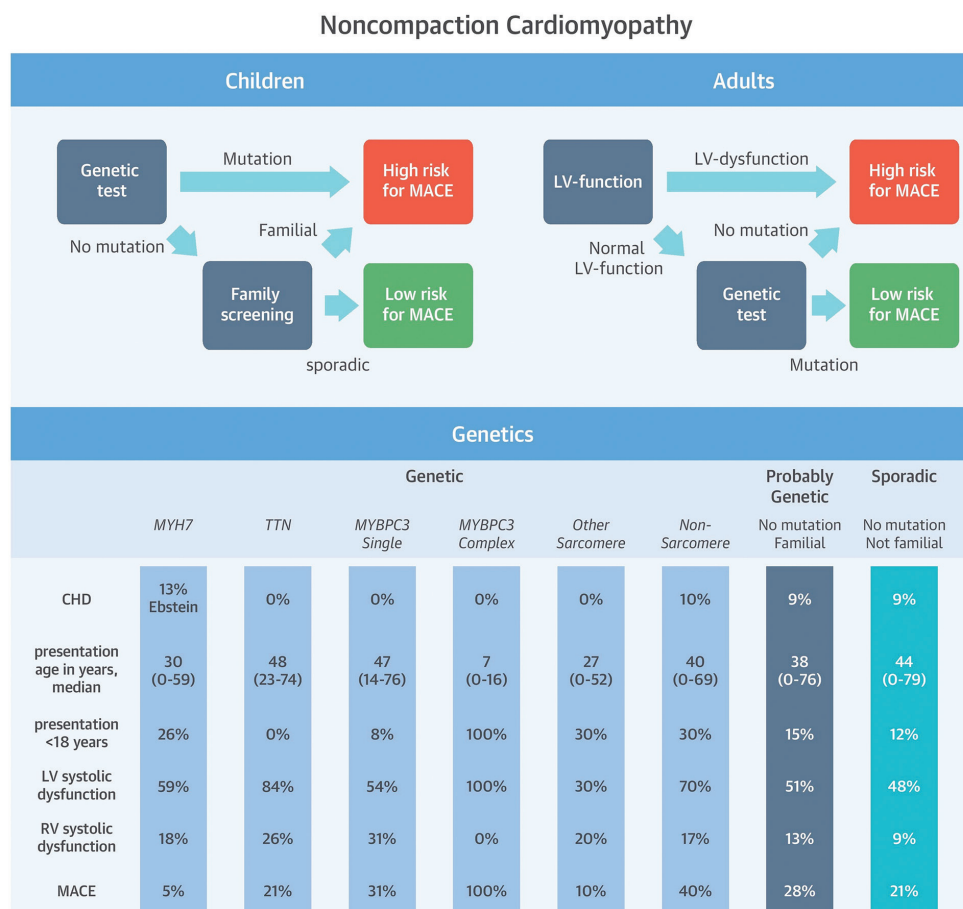 Noncompaction Cardiomyopathy
Children
Adults
Genetic
test
Mutation
High risk
for MACE
No mutation
Familial
Family
screening
Low risk
for MACE
sporadic
LV-function
LV-dysfunction
High risk
for MACE
Normal
LV-function
No mutation
Genetic
test
Low risk
for MACE
Mutation
Genetics
Genetic
Probably
Genetic
Sporadic
MYH7
TTN
MYBPC3
Single
MYBPC3
Complex
Other
Sarcomere
Non-
Sarcomere
No mutation
Familial
No mutation
Not familial
CHD
13%
Ebstein
0%
0%
0%
0%
10%
9%
9%
presentation
age in years,
median
30
(0-59)
48
(23-74)
47
(14-76)
7
(0-16)
27
(0-52)
40
(0-69)
38
(0-76)
44
(0-79)
presentation
<18 years
26%
0%
8%
100%
30%
30%
15%
12%
LV systolic
dysfunction
59%
84%
54%
100%
30%
70%
51%
48%
RV systolic
dysfunction
18%
26%
31%
0%
20%
17%
13%
9%
MACE
5%
21%
31%
100%
10%
40%
28%
21%